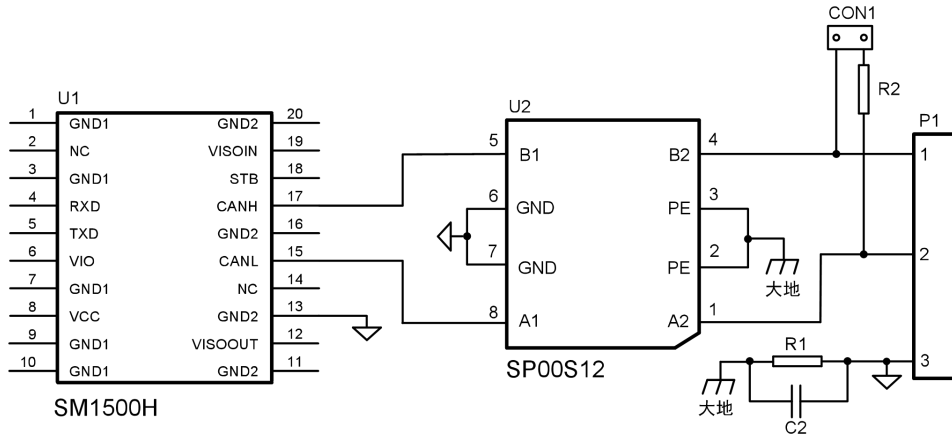 CON1
R2
U1
U2
P1
1 GND1 GND2 20
2 NC VISOIN 19
3 GND1 STB 18
4 RXD CANH 17
5 TXD GND2 16
6 VIO CANL 15
7 GND1 NC 14
8 VCC GND2 13
9 GND1 VISOOUT 12
10 GND1 GND2 11
SM1500H
5 B1 B2 4
6 GND PE 3
7 GND PE 2
8 A1 A2 1
SP00S12
大地
1
2
3
R1
大地
C2